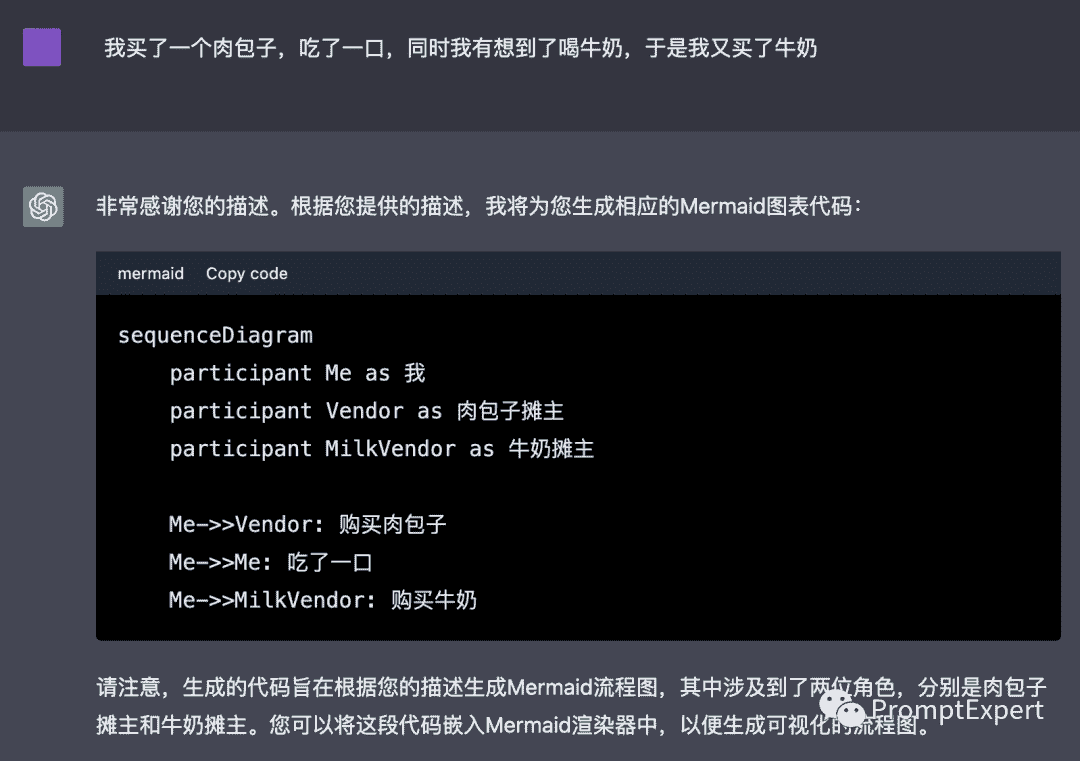 我买了一个肉包子，吃了一口，同时我有想到了喝牛奶，于是我又买了牛奶
非常感谢您的描述。根据您提供的描述，我将为您生成相应的Mermaid图表代码：
mermaid Copy code
sequenceDiagram
participant Me as 我
participant Vendor as 肉包子摊主
participant MilkVendor as 牛奶摊主
Me->>Vendor: 购买肉包子
Me->>Me: 吃了一口
Me->>MilkVendor: 购买牛奶
请注意，生成的代码旨在根据您的描述生成Mermaid流程图，其中涉及到了两位角色，分别是肉包子
摊主和牛奶摊主。您可以将这段代码嵌入Mermaid渲染器中，以便生成可视化的流程图。
PromptExpert